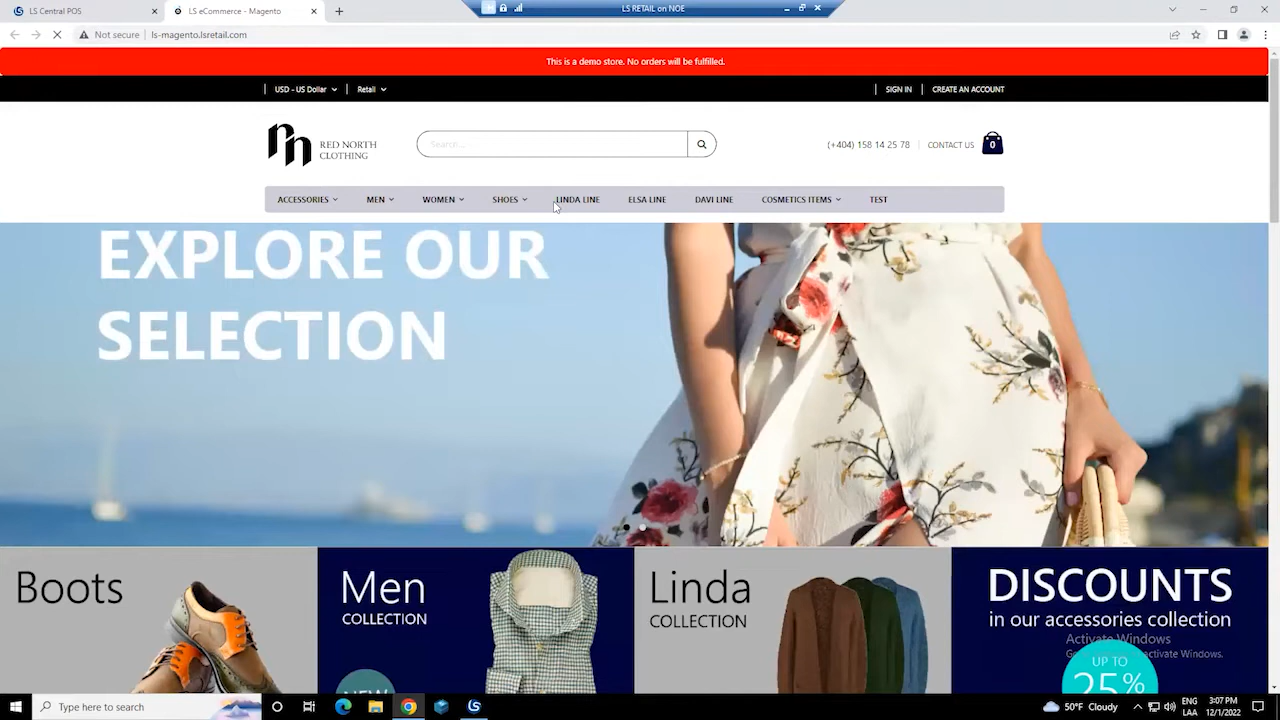 LS Central POS
LS eCommerce - Magento
LS RETAIL on NOE
Not secure
ls-magento.lsretail.com
This is a demo store. No orders will be fulfilled.
USD - US Dollar
Retail
SIGN IN
CREATE AN ACCOUNT
RED NORTH
CLOTHING
Search...
(+404) 158 14 25 78
CONTACT US
0
ACCESSORIES
MEN
WOMEN
SHOES
LINDA LINE
ELSA LINE
DAVI LINE
COSMETICS ITEMS
TEST
EXPLORE OUR
SELECTION
Boots
Men
COLLECTION
NEW
Linda
COLLECTION
DISCOUNTS
in our accessories collection
Activate Windows
activate Windows.
UP TO
25%
Type here to search
50°F Cloudy
ENG
LAA
3:07 PM
12/1/2022